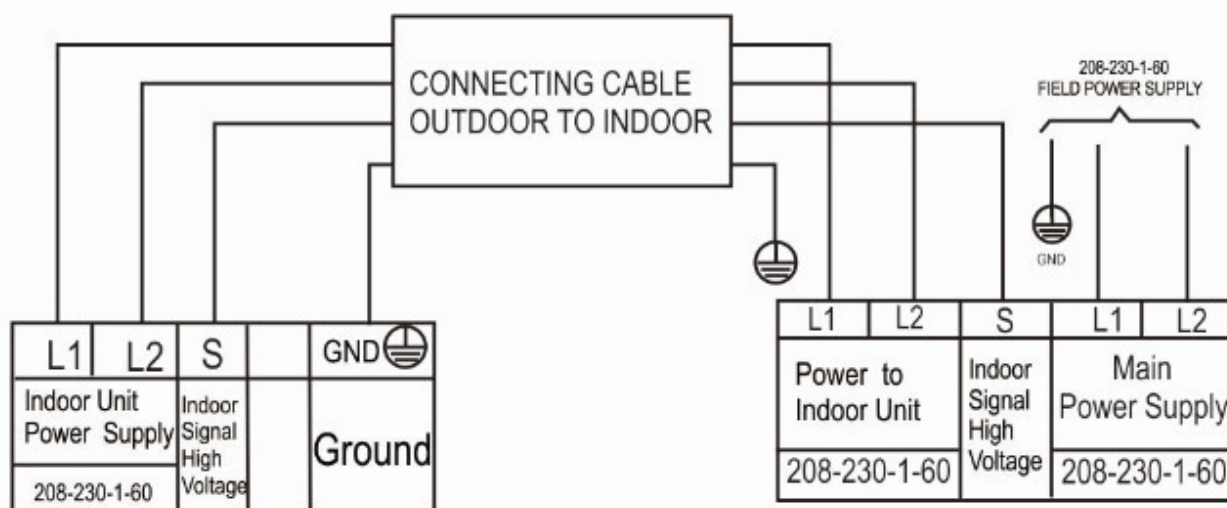 CONNECTING CABLE
OUTDOOR TO INDOOR
208-230-1-60
FIELD POWER SUPPLY
GND
L1 L2 S GND
Indoor Unit
Power Supply
208-230-1-60
Indoor
Signal
High
Voltage
Ground
L1 L2 S L1 L2
Power to
Indoor Unit
208-230-1-60
Indoor
Signal
High
Voltage
Main
Power Supply
208-230-1-60